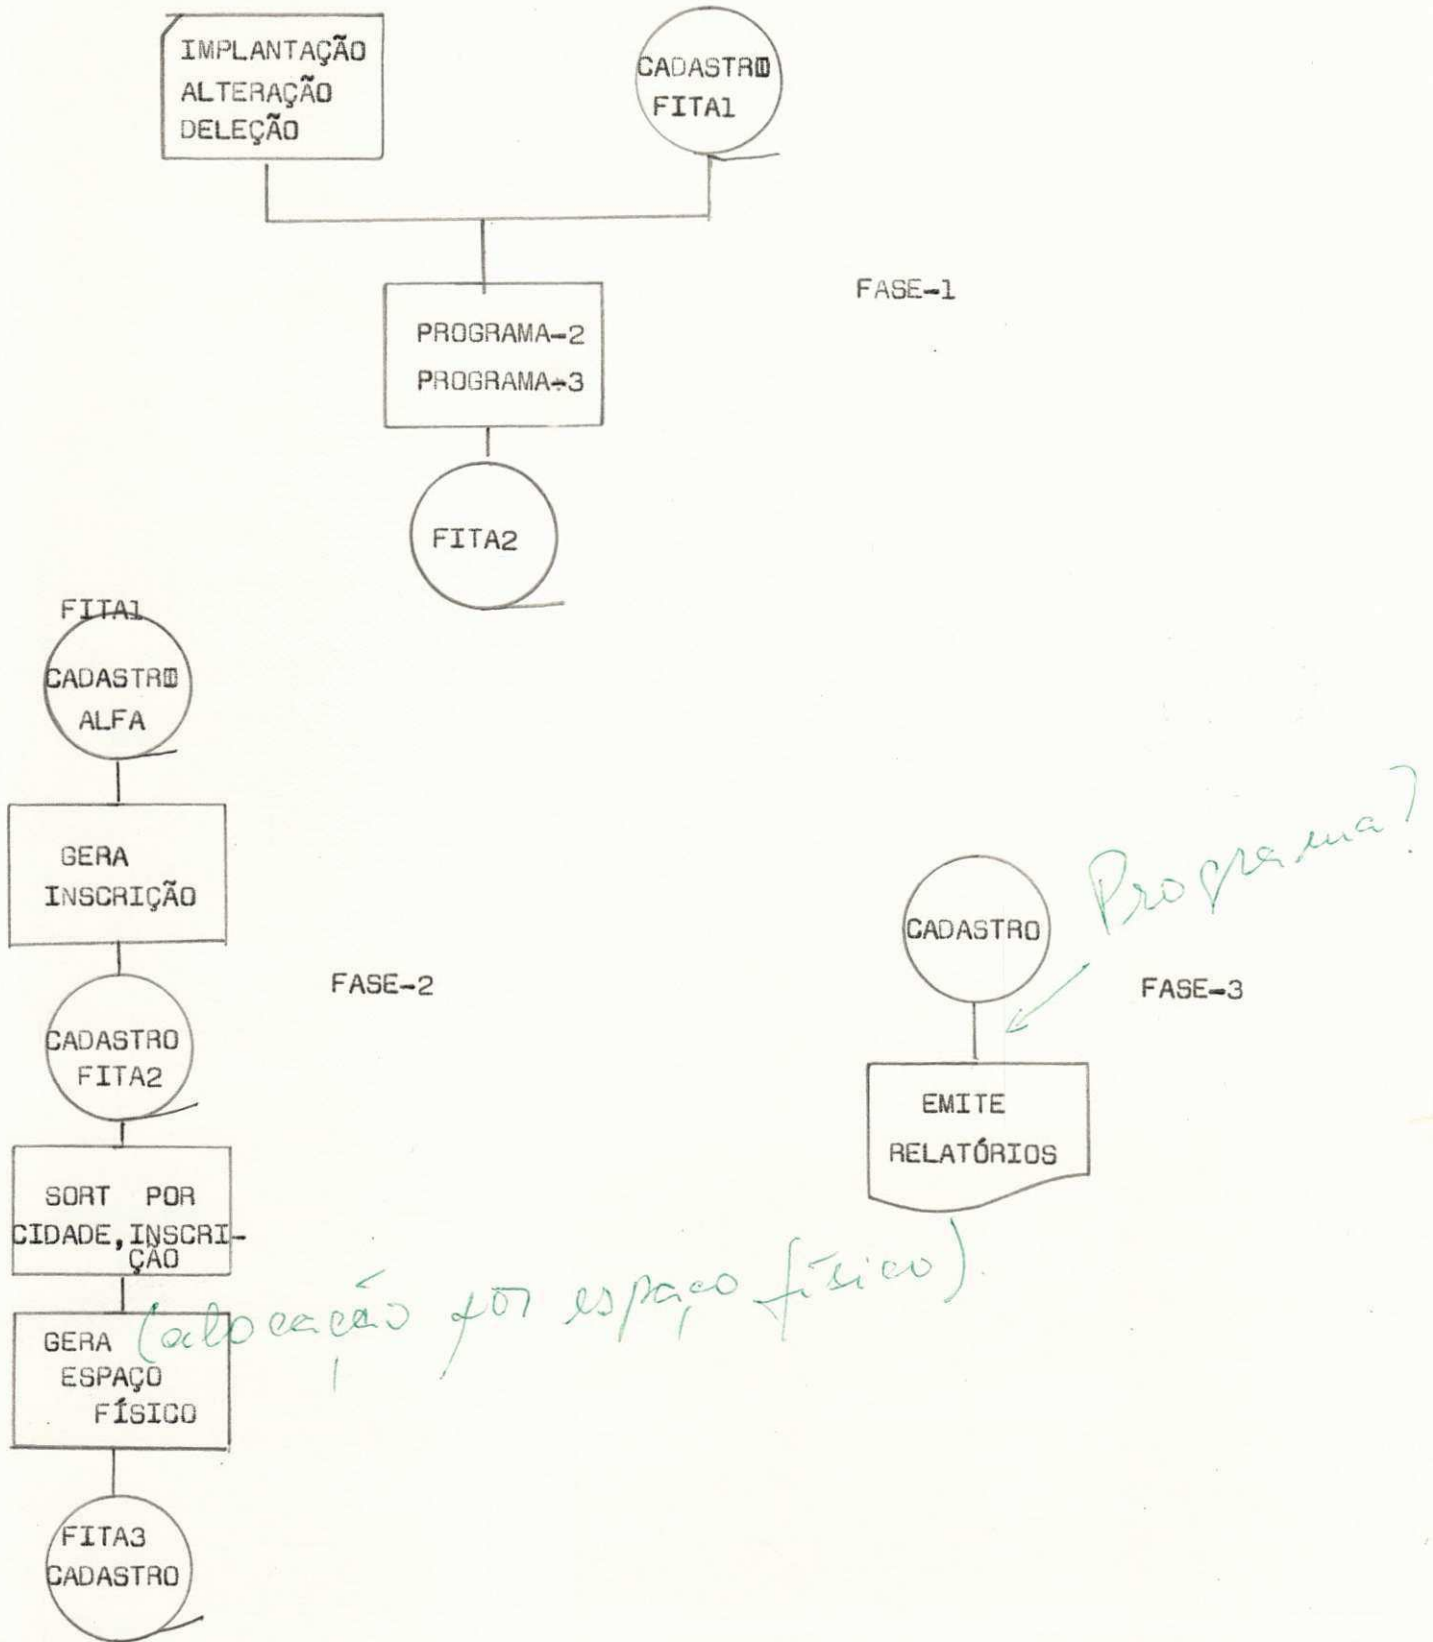 IMPLANTAÇÃO
ALTERAÇÃO
DELEÇÃO
CADASTRO
FITA1
FASE-1
PROGRAMA-2
PROGRAMA-3
FITA2
FITA1
CADASTRO
ALFA
GERA
INSCRIÇÃO
FASE-2
CADASTRO
FITA2
SORT POR
CIDADE,INSCRI-
ÇÃO
GERA
ESPAÇO
FÍSICO
(alocação por espaço físico).
FITA3
CADASTRO
Programa?
CADASTRO
FASE-3
EMITE
RELATÓRIOS